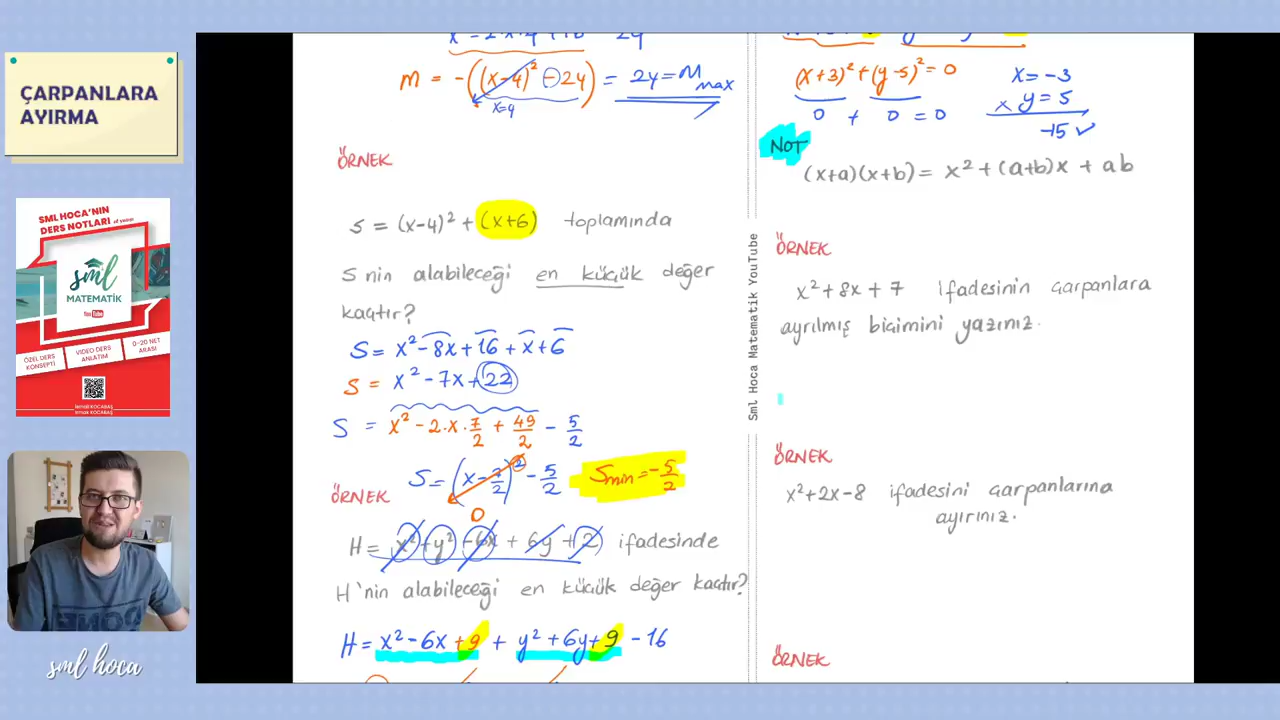 ÇARPANLARA
AYIRMA
SML HOCA'NIN
DERS NOTLARI
sml
MATEMATİK
YouTube
ÖZEL DERS
KONSEPTİ
VİDEO DERS
ANLATIM
0-20 NET
ARASI
sml hoca
M = -((x-4)² - 24) = 24 = M max
x=4
ÖRNEK
S = (x-4)² + (x+6) toplamında
S nin alabileceği en küçük değer
kaçtır?
S = x² - 8x + 16 + x + 6
S = x² - 7x + 22
S = x² - 2.x.7/2 + 49/2 - 5/2
S = (x - 7/2)² - 5/2
Smin = -5/2
0
ÖRNEK
H = x² + y² - 6x + 6y + 2 ifadesinde
H'nin alabileceği en küçük değer kaçtır?
H = x² - 6x + 9 + y² + 6y + 9 - 16
Sml Hoca Matematik YouTube
(x+3)² + (y-5)² = 0
0 + 0 = 0
x = -3
x y = 5
-15 ✓
NOT
(x+a)(x+b) = x² + (a+b)x + ab
ÖRNEK
x² + 8x + 7 ifadesinin çarpanlara
ayrılmış biçimini yazınız.
ÖRNEK
x² + 2x - 8 ifadesini çarpanlarına
ayırınız.
ÖRNEK